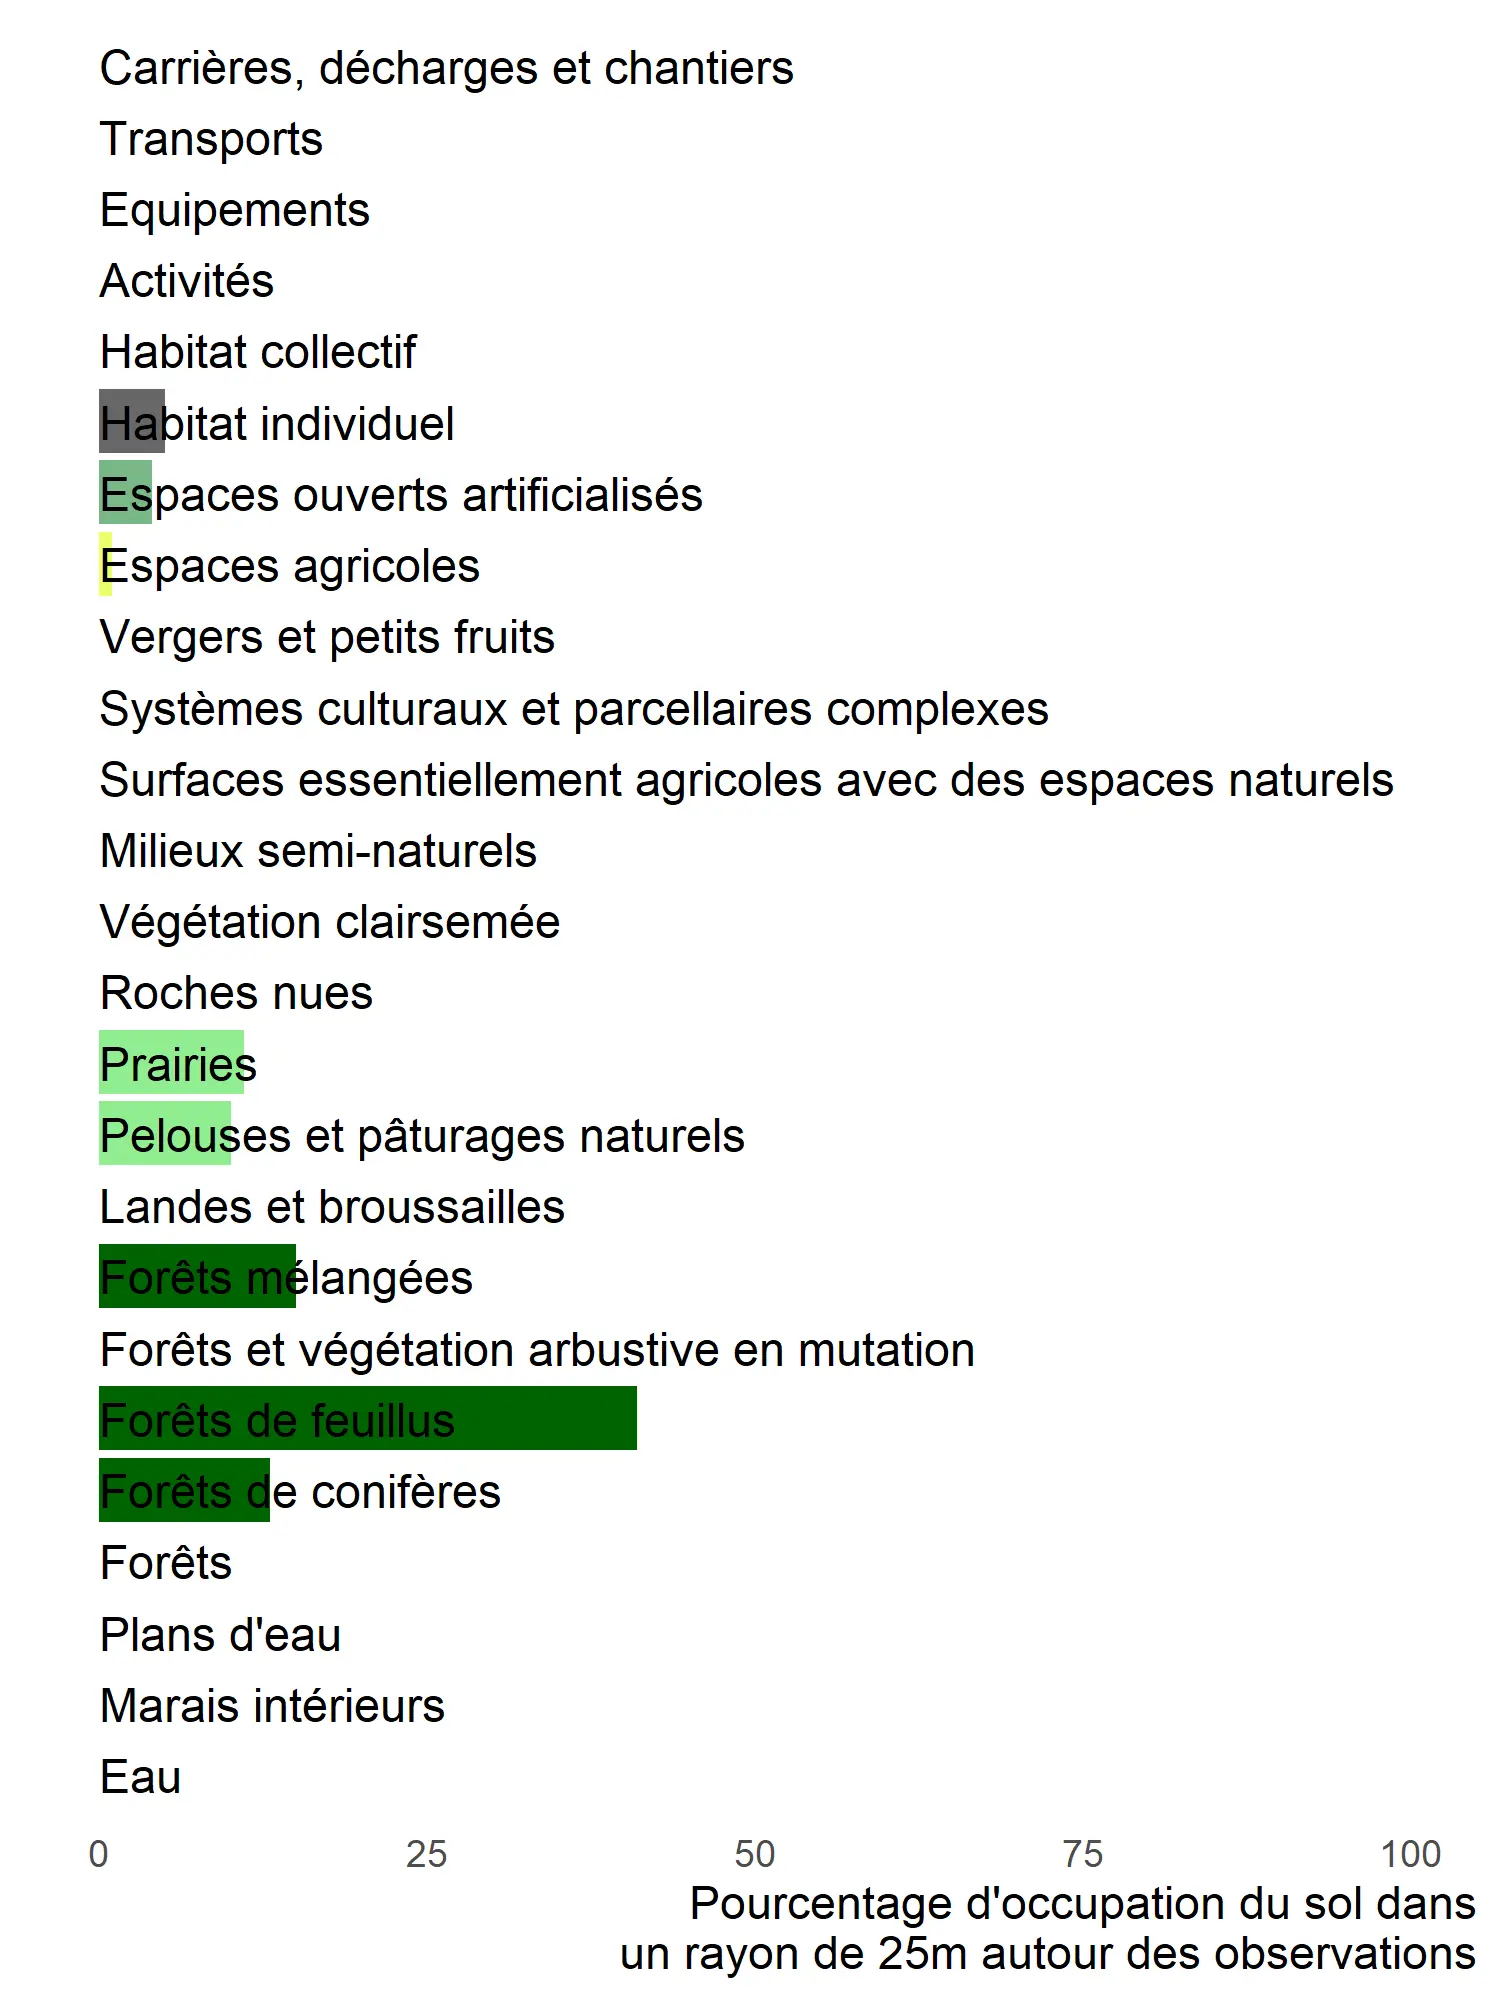 Carrières, décharges et chantiers
Transports
Equipements
Activités
Habitat collectif
Habitat individuel
Espaces ouverts artificialisés
Espaces agricoles
Vergers et petits fruits
Systèmes culturaux et parcellaires complexes
Surfaces essentiellement agricoles avec des espaces naturels
Milieux semi-naturels
Végétation clairsemée
Roches nues
Prairies
Pelouses et pâturages naturels
Landes et broussailles
Forêts mélangées
Forêts et végétation arbustive en mutation
Forêts de feuillus
Forêts de conifères
Forêts
Plans d'eau
Marais intérieurs
Eau
0 25 50 75 100
Pourcentage d'occupation du sol dans
un rayon de 25m autour des observations